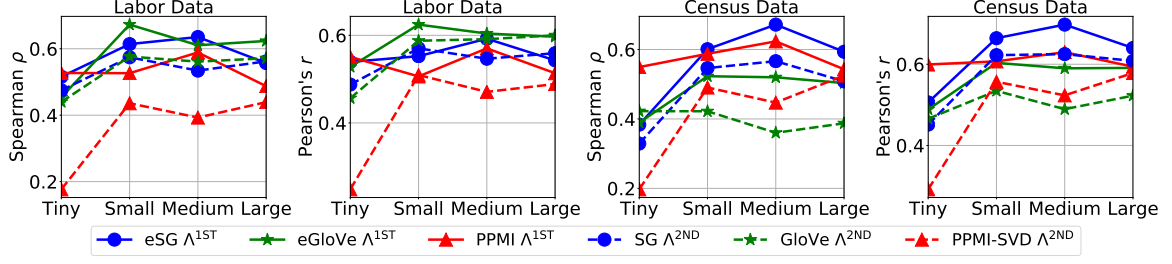 Labor Data
Spearman ρ
0.6
0.4
0.2
Tiny Small Medium Large
Labor Data
Pearson's r
0.6
0.4
Tiny Small Medium Large
Census Data
Spearman ρ
0.6
0.4
0.2
Tiny Small Medium Large
Census Data
Pearson's r
0.6
0.4
Tiny Small Medium Large
eSG Λ¹ˢᵀ eGloVe Λ¹ˢᵀ PPMI Λ¹ˢᵀ SG Λ²ᴺᴰ GloVe Λ²ᴺᴰ PPMI-SVD Λ²ᴺᴰ